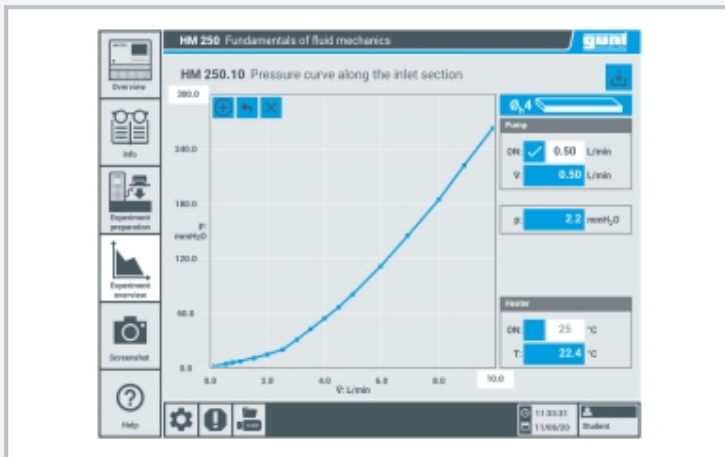 HM 250 Fundamentals of fluid mechanics
gunt
Overview
Info
Experiment preparation
Experiment overview
Screenshot
Help
HM 250.10 Pressure curve along the inlet section
300.0
240.0
180.0
120.0
60.0
0.0
p:
mmH₂O
0.0
2.0
4.0
6.0
8.0
10.0
V̇: L/min
Pump
ON: 0.50 L/min
V̇: 0.50 L/min
p: 2.2 mmH₂O
Heater
ON: 25 °C
T: 22.4 °C
11:33:31
11/06/20
Student